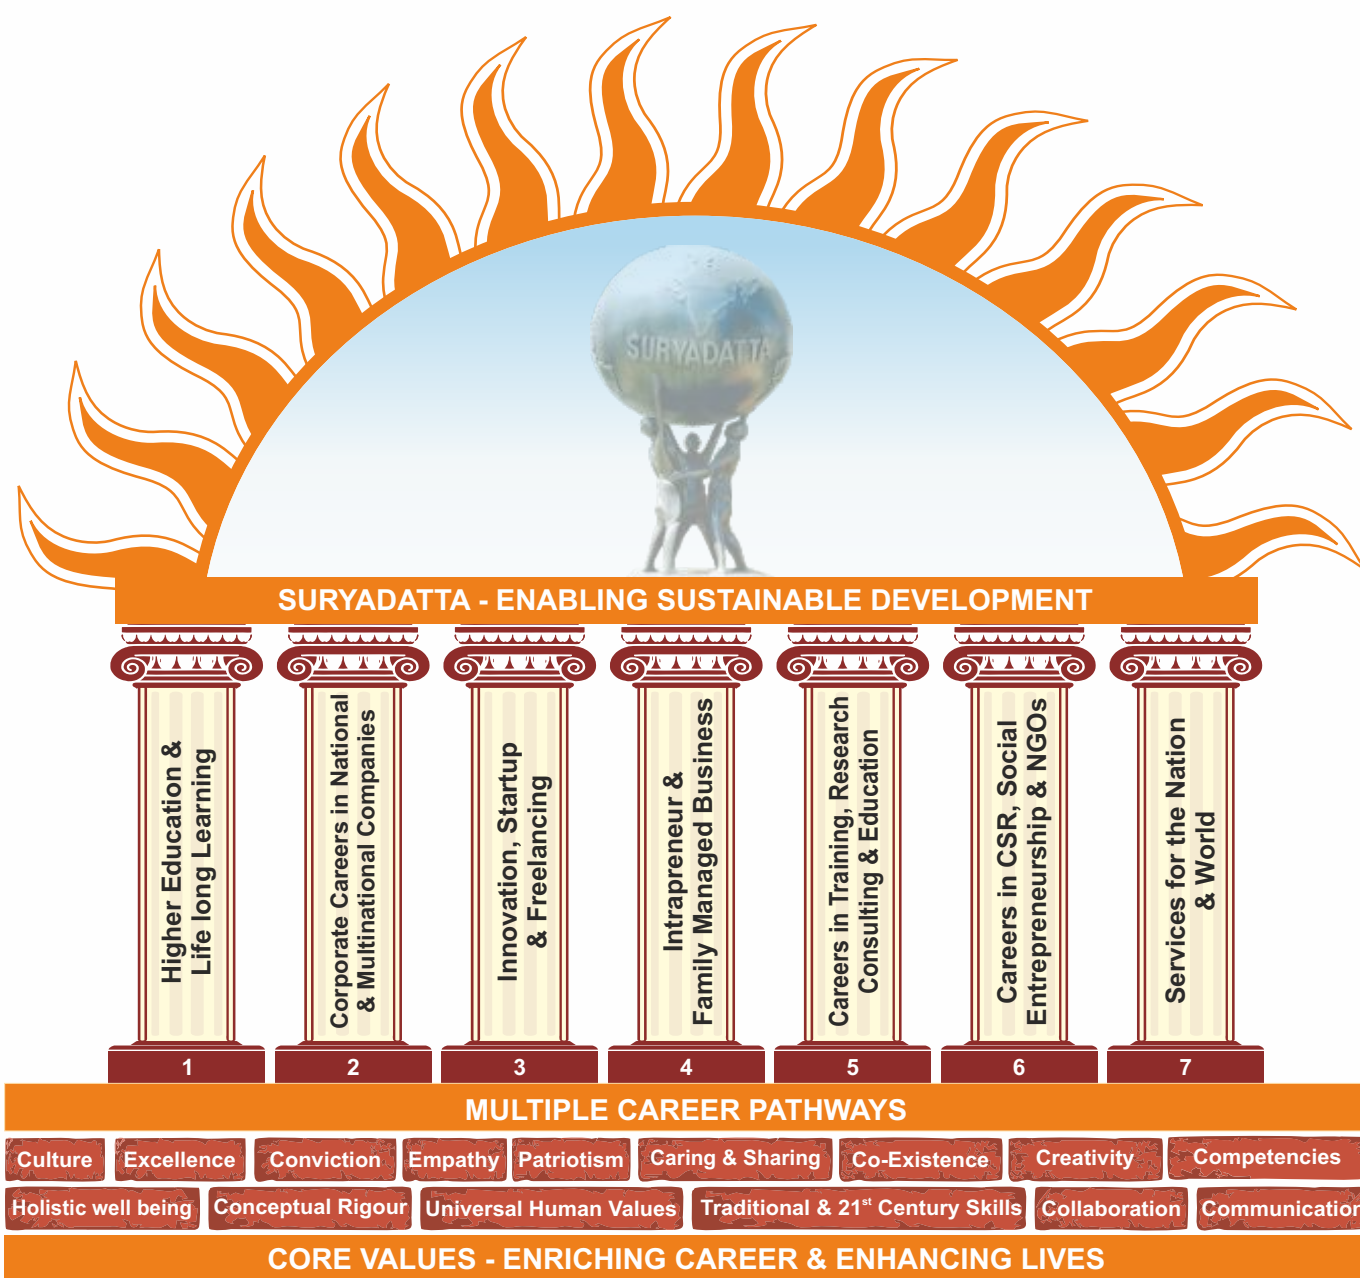 SURYADATTA
SURYADATTA - ENABLING SUSTAINABLE DEVELOPMENT
Higher Education &
Life long Learning
Corporate Careers in National
& Multinational Companies
Innovation, Startup
& Freelancing
Intrapreneur &
Family Managed Business
Careers in Training, Research
Consulting & Education
Careers in CSR, Social
Entrepreneurship & NGOs
Services for the Nation
& World
1 2 3 4 5 6 7
MULTIPLE CAREER PATHWAYS
Culture Excellence Conviction Empathy Patriotism Caring & Sharing Co-Existence Creativity Competencies
Holistic well being Conceptual Rigour Universal Human Values Traditional & 21st Century Skills Collaboration Communication
CORE VALUES - ENRICHING CAREER & ENHANCING LIVES